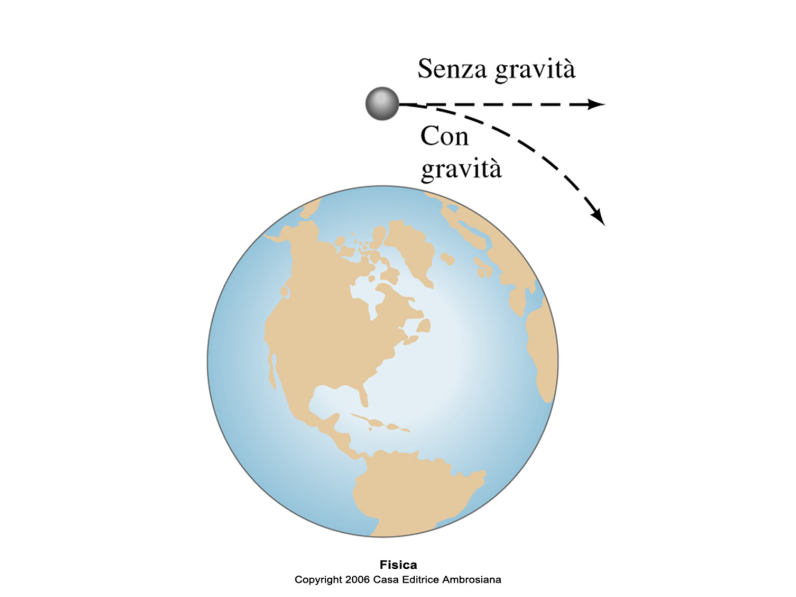 Senza gravità
Con
gravità
Fisica
Copyright 2006 Casa Editrice Ambrosiana